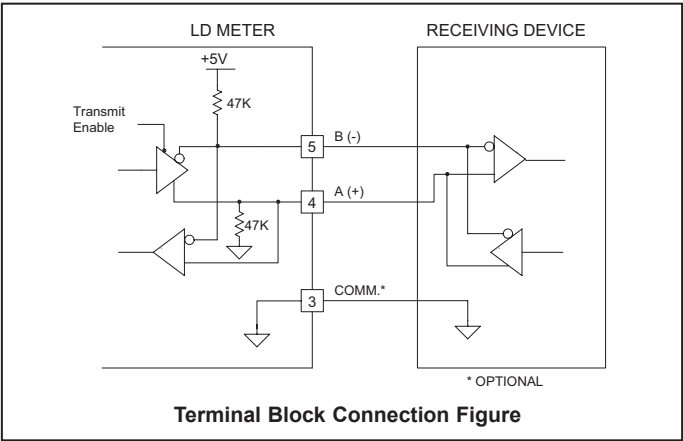 LD METER
RECEIVING DEVICE
+5V
47K
Transmit
Enable
5
B (-)
4
A (+)
47K
3
COMM.*
* OPTIONAL
Terminal Block Connection Figure